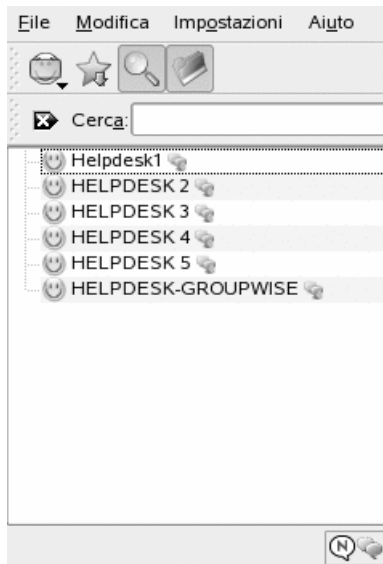 File Modifica Impostazioni Aiuto
Cerca:
Helpdesk1
HELPDESK 2
HELPDESK 3
HELPDESK 4
HELPDESK 5
HELPDESK-GROUPWISE
N